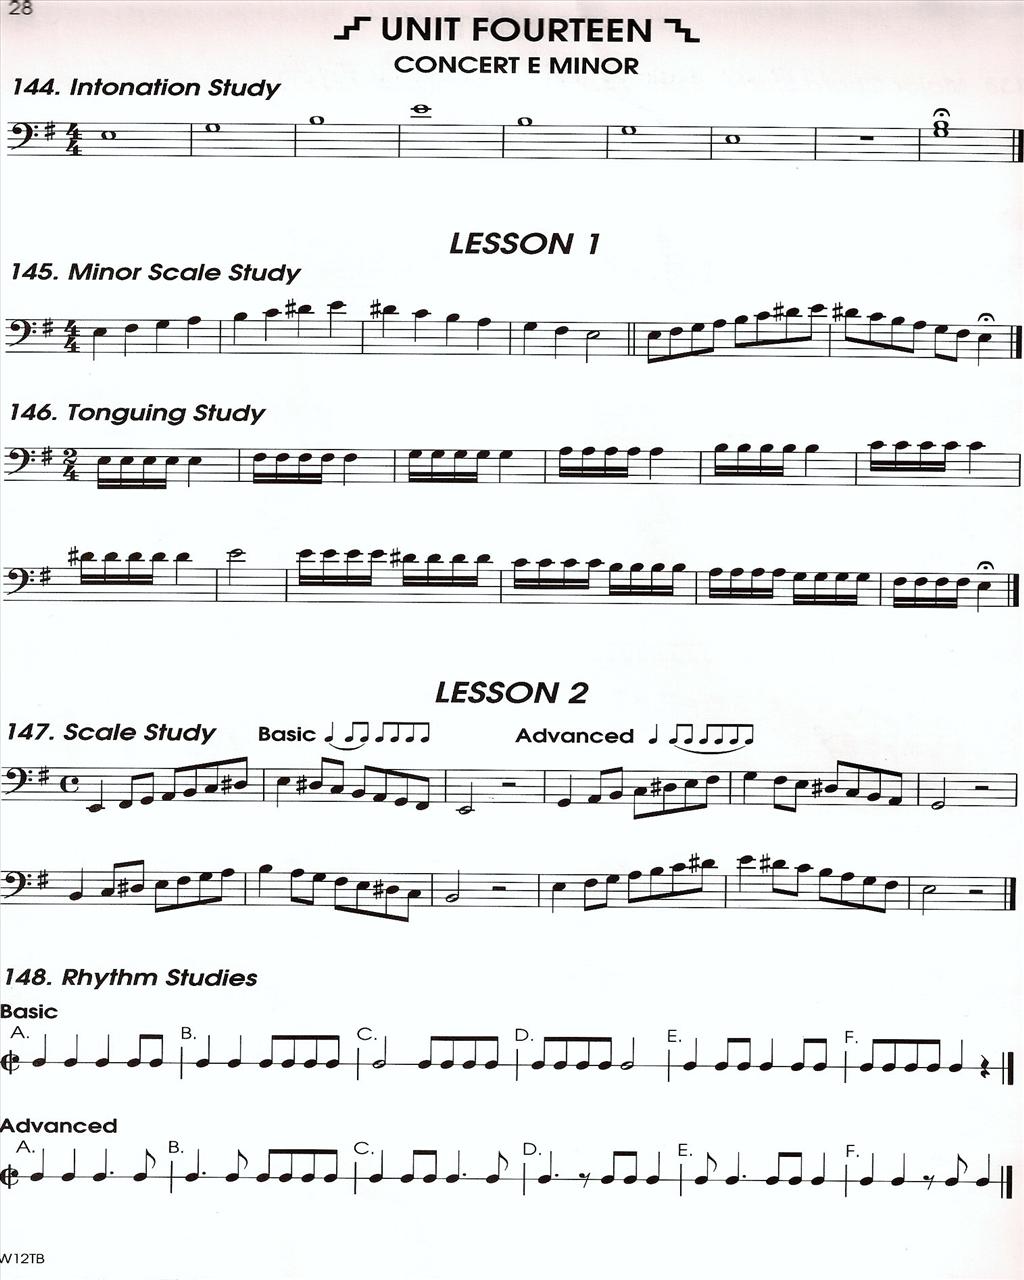 28
UNIT FOURTEEN
CONCERT E MINOR
144. Intonation Study
LESSON 1
145. Minor Scale Study
146. Tonguing Study
LESSON 2
147. Scale Study Basic Advanced
148. Rhythm Studies
Basic
A. B. C. D. E. F.
Advanced
A. B. C. D. E. F.
W12TB